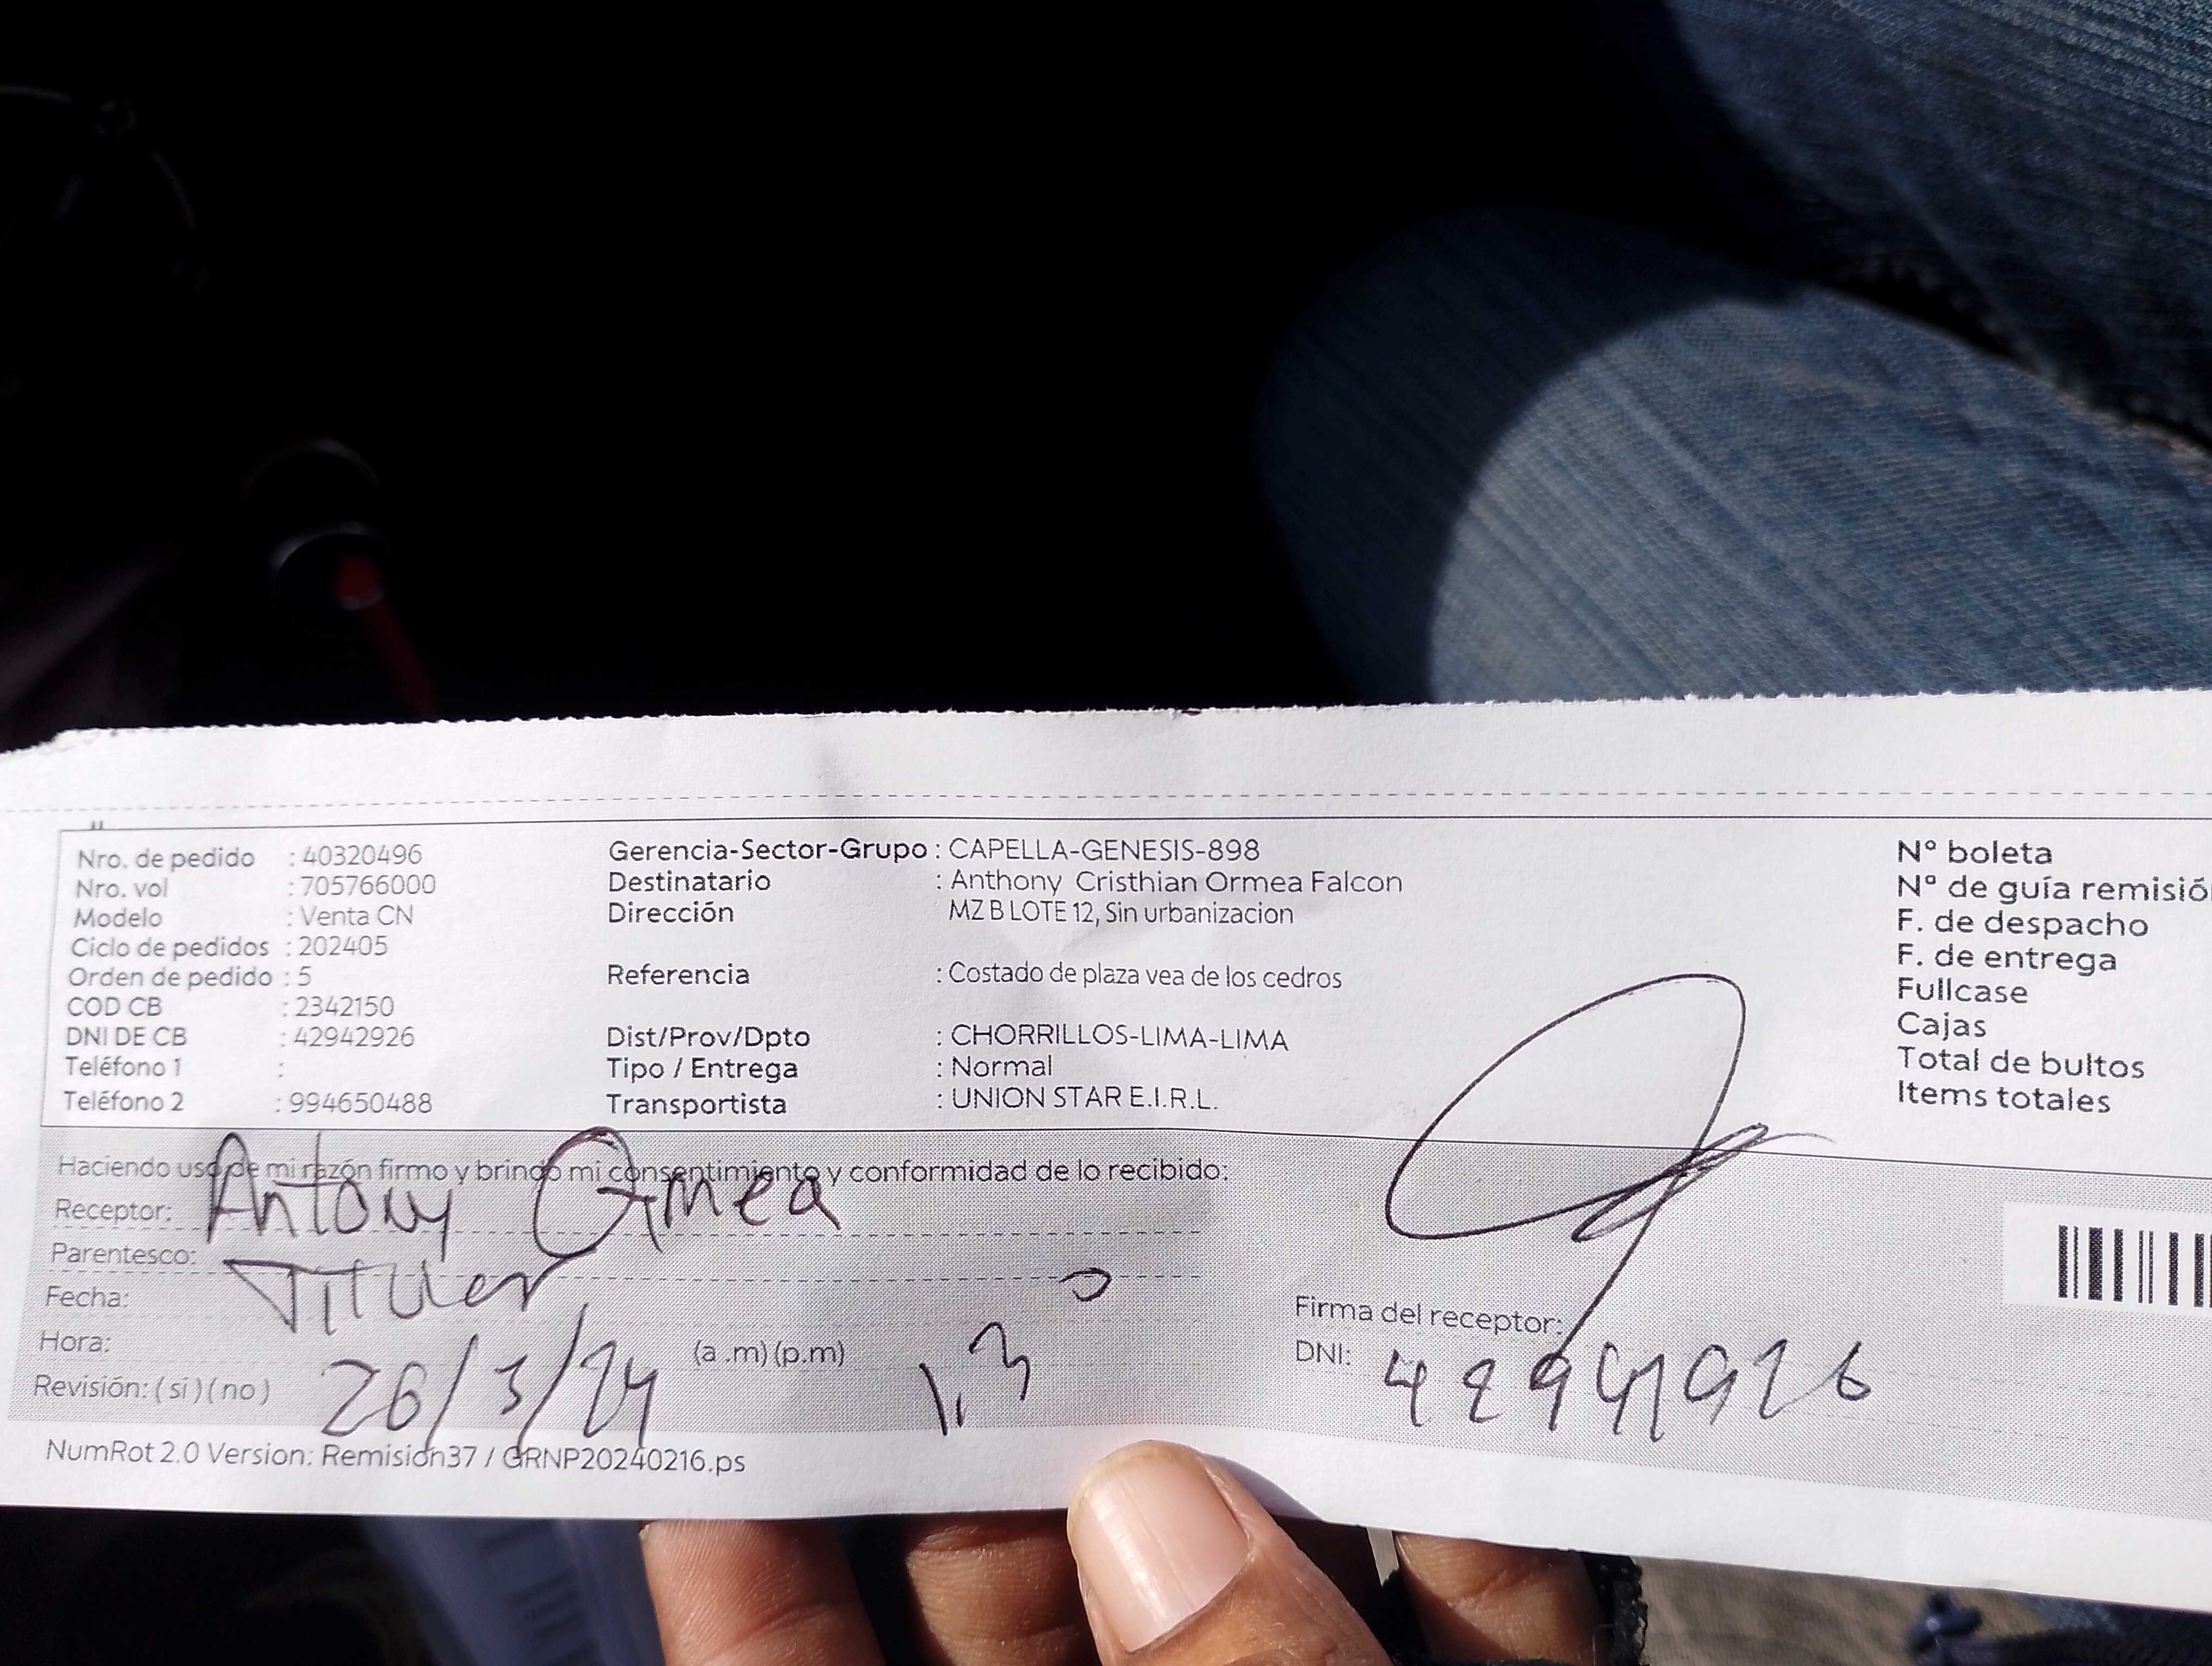 Nro. de pedido : 40320496
Nro. vol : 705766000
Modelo : Venta CN
Ciclo de pedidos : 202405
Orden de pedido : 5
COD CB : 2342150
DNI DE CB : 42942926
Teléfono 1 :
Teléfono 2 : 994650488
Gerencia-Sector-Grupo : CAPELLA-GENESIS-898
Destinatario : Anthony Cristhian Ormea Falcon
Dirección MZ B LOTE 12, Sin urbanizacion
Referencia : Costado de plaza vea de los cedros
Dist/Prov/Dpto : CHORRILLOS-LIMA-LIMA
Tipo / Entrega : Normal
Transportista : UNION STAR E.I.R.L.
N° boleta
N° de guía remisió
F. de despacho
F. de entrega
Fullcase
Cajas
Total de bultos
Items totales
Haciendo uso de mi razón firmo y brindo mi consentimiento y conformidad de lo recibido:
Receptor: Antony Ormea
Parentesco:
Fecha:
Hora: (a .m) (p.m)
Revisión: ( si ) ( no ) 26/3/24
Firma del receptor:
DNI: 42942926
NumRot 2.0 Version: Remision37 / GRNP20240216.ps